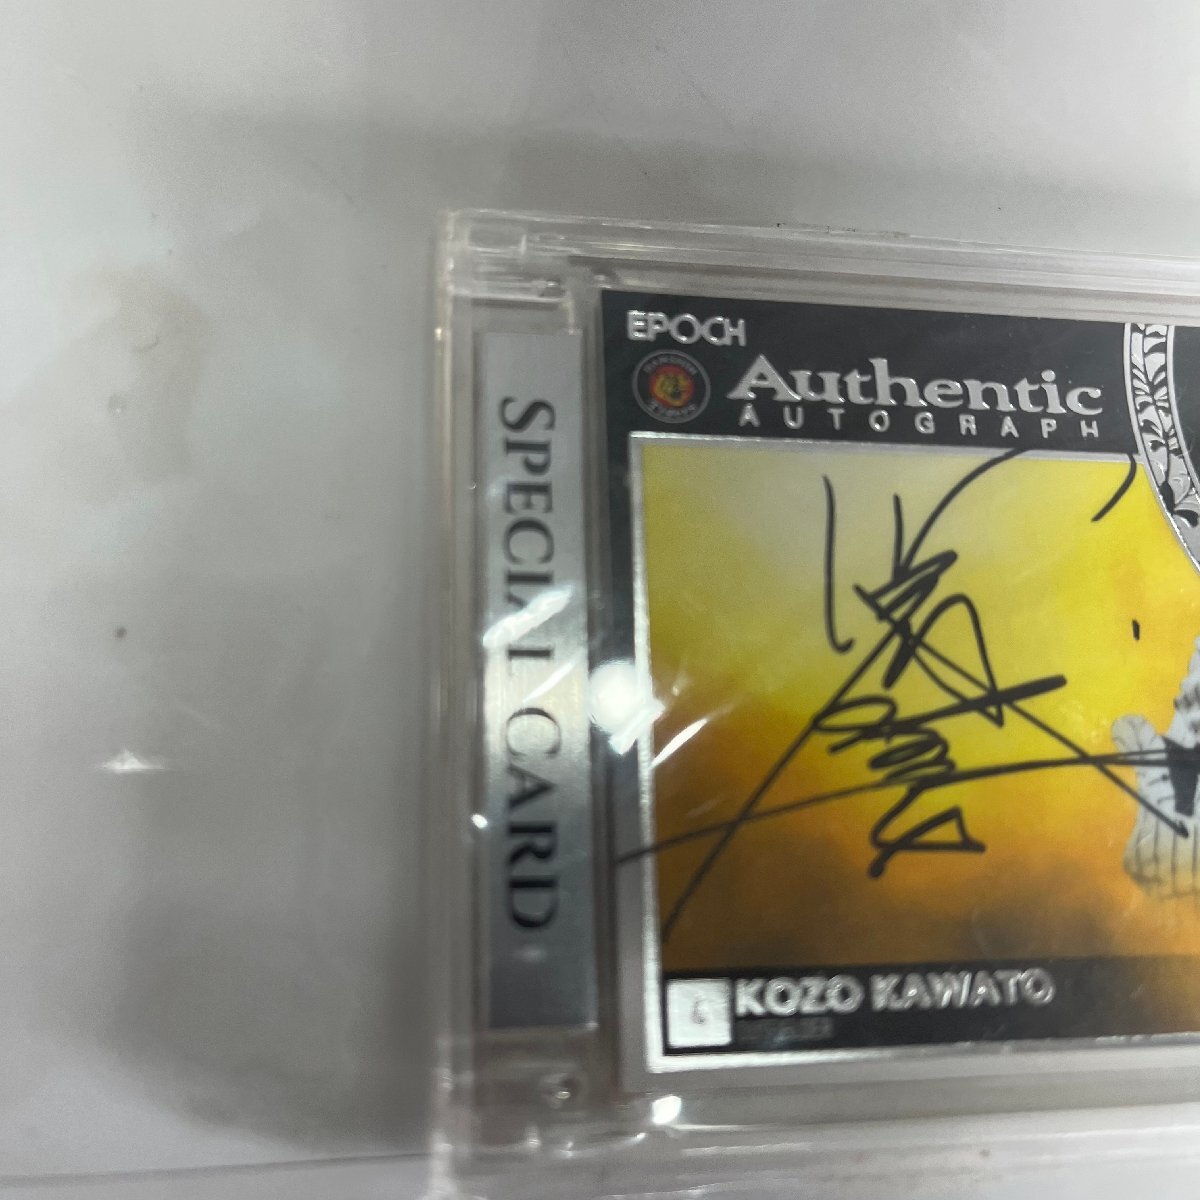 EPOCH
Authentic
AUTOGRAPH
SPECIAL CARD
KOZO KAWATO